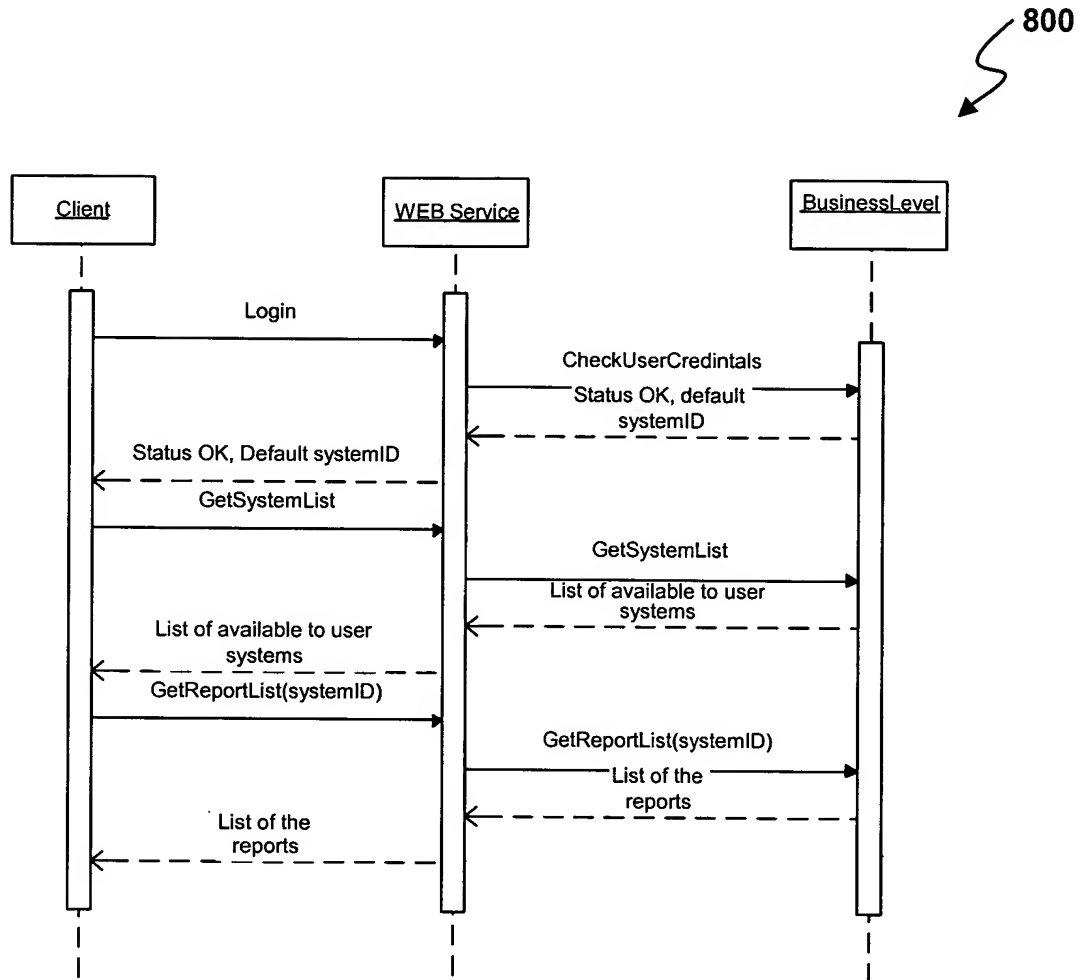 800
Client
WEB Service
BusinessLevel
Login
CheckUserCredintals
Status OK, default
systemID
Status OK, Default systemID
GetSystemList
GetSystemList
List of available to user
systems
List of available to user
systems
GetReportList(systemID)
GetReportList(systemID)
List of the
reports
List of the
reports